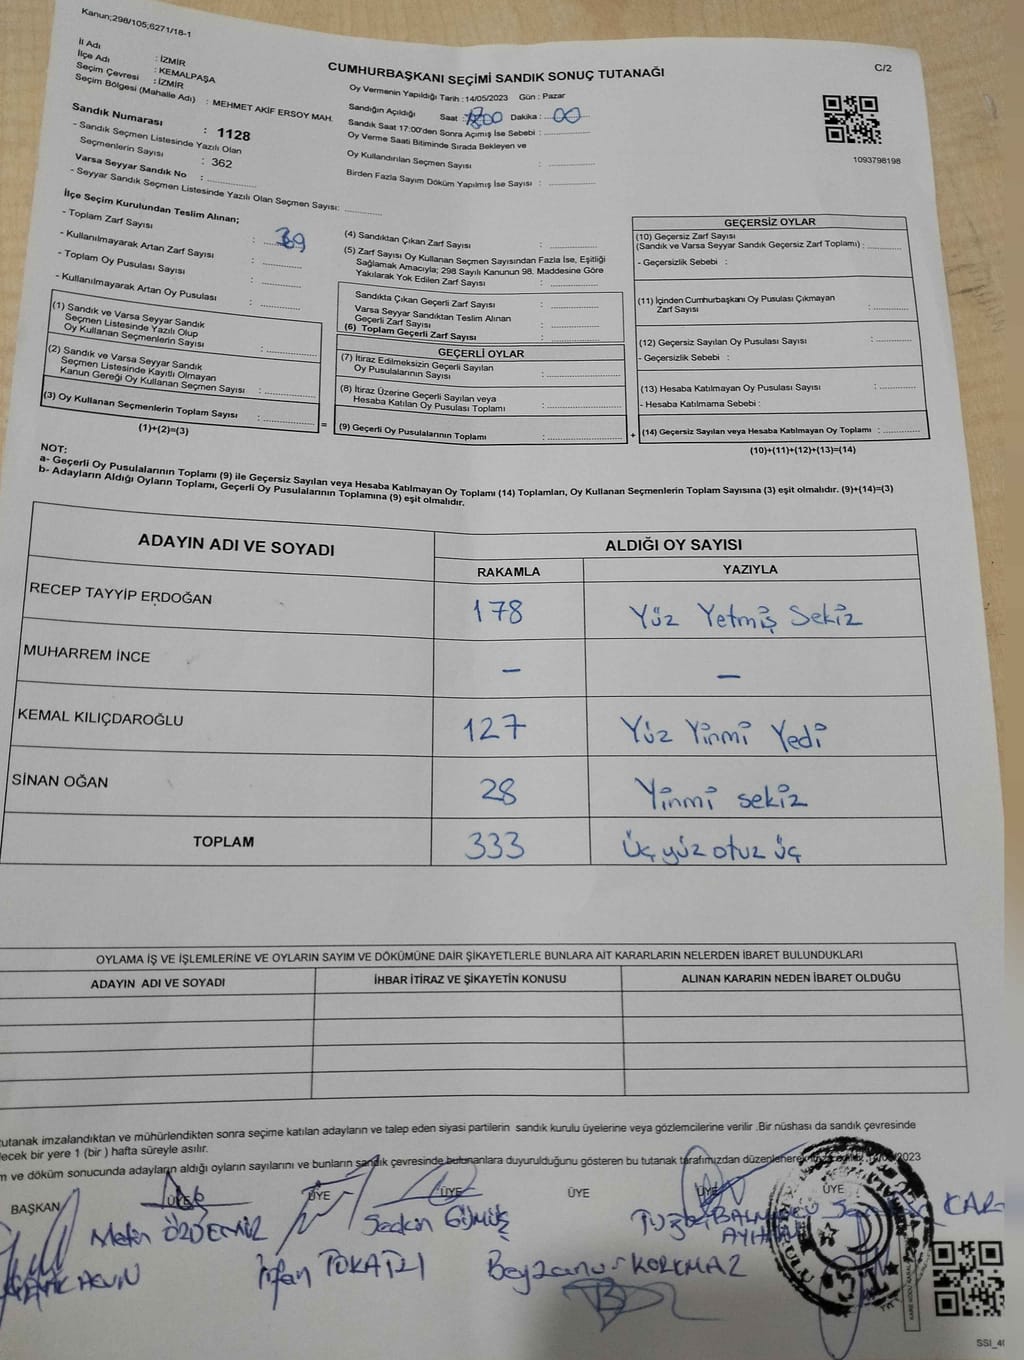 Kanun;298/105;6271/18-1
İl Adı : İZMİR
İlçe Adı : KEMALPAŞA
Seçim Çevresi : İZMİR
Seçim Bölgesi (Mahalle Adı) : MEHMET AKİF ERSOY MAH.
Sandık Numarası : 1128
- Sandık Seçmen Listesinde Yazılı Olan
Seçmenlerin Sayısı : 362
Varsa Seyyar Sandık No :
- Seyyar Sandık Seçmen Listesinde Yazılı Olan Seçmen Sayısı:
CUMHURBAŞKANI SEÇİMİ SANDIK SONUÇ TUTANAĞI
C/2
Oy Vermenin Yapıldığı Tarih : 14/05/2023 Gün : Pazar
Sandığın Açıldığı Saat : Dakika : 00
Sandık Saat 17:00'den Sonra Açımış İse Sebebi :
Oy Verme Saati Bitiminde Sırada Bekleyen ve
Oy Kullandırılan Seçmen Sayısı :
Birden Fazla Sayım Döküm Yapılmış İse Sayısı :
1093798198
İlçe Seçim Kurulundan Teslim Alınan;
- Toplam Zarf Sayısı :
- Kullanılmayarak Artan Zarf Sayısı :
- Toplam Oy Pusulası Sayısı :
- Kullanılmayarak Artan Oy Pusulası :
(1) Sandık ve Varsa Seyyar Sandık
Seçmen Listesinde Yazılı Olup
Oy Kullanan Seçmenlerin Sayısı :
(2) Sandık ve Varsa Seyyar Sandık
Seçmen Listesinde Kayıtlı Olmayan
Kanun Gereği Oy Kullanan Seçmen Sayısı :
(3) Oy Kullanan Seçmenlerin Toplam Sayısı :
(1)+(2)=(3)
=
(4) Sandıktan Çıkan Zarf Sayısı :
(5) Zarf Sayısı Oy Kullanan Seçmen Sayısından Fazla İse, Eşitliği
Sağlamak Amacıyla; 298 Sayılı Kanunun 98. Maddesine Göre
Yakılarak Yok Edilen Zarf Sayısı :
Sandıkta Çıkan Geçerli Zarf Sayısı :
Varsa Seyyar Sandıktan Teslim Alınan
Geçerli Zarf Sayısı :
(6) Toplam Geçerli Zarf Sayısı :
GEÇERLİ OYLAR
(7) İtiraz Edilmeksizin Geçerli Sayılan
Oy Pusulalarının Sayısı :
(8) İtiraz Üzerine Geçerli Sayılan veya
Hesaba Katılan Oy Pusulası Toplamı :
(9) Geçerli Oy Pusulalarının Toplamı :
+
GEÇERSİZ OYLAR
(10) Geçersiz Zarf Sayısı
(Sandık ve Varsa Seyyar Sandık Geçersiz Zarf Toplamı) :
- Geçersizlik Sebebi :
(11) İçinden Cumhurbaşkanı Oy Pusulası Çıkmayan
Zarf Sayısı :
(12) Geçersiz Sayılan Oy Pusulası Sayısı :
- Geçersizlik Sebebi :
(13) Hesaba Katılmayan Oy Pusulası Sayısı :
- Hesaba Katılmama Sebebi :
(14) Geçersiz Sayılan veya Hesaba Katılmayan Oy Toplamı :
(10)+(11)+(12)+(13)=(14)
NOT:
a- Geçerli Oy Pusulalarının Toplamı (9) ile Geçersiz Sayılan veya Hesaba Katılmayan Oy Toplamı (14) Toplamları, Oy Kullanan Seçmenlerin Toplam Sayısına (3) eşit olmalıdır. (9)+(14)=(3)
b- Adayların Aldığı Oyların Toplamı, Geçerli Oy Pusulalarının Toplamına (9) eşit olmalıdır.
ADAYIN ADI VE SOYADI ALDIĞI OY SAYISI
RAKAMLA YAZIYLA
RECEP TAYYİP ERDOĞAN 178 Yüz Yetmiş Sekiz
MUHARREM İNCE - -
KEMAL KILIÇDAROĞLU 127 Yüz Yirmi Yedi
SİNAN OĞAN 28 Yirmi sekiz
TOPLAM 333 Üç yüz otuz üç
OYLAMA İŞ VE İŞLEMLERİNE VE OYLARIN SAYIM VE DÖKÜMÜNE DAİR ŞİKAYETLERLE BUNLARA AİT KARARLARIN NELERDEN İBARET BULUNDUKLARI
ADAYIN ADI VE SOYADI İHBAR İTİRAZ VE ŞİKAYETİN KONUSU ALINAN KARARIN NEDEN İBARET OLDUĞU
tutanak imzalandıktan ve mühürlendikten sonra seçime katılan adayların ve talep eden siyasi partilerin sandık kurulu üyelerine veya gözlemcilerine verilir .Bir nüshası da sandık çevresinde
lecek bir yere 1 (bir ) hafta süreyle asılır.
m ve döküm sonucunda adayların aldığı oyların sayılarını ve bunların sandık çevresinde bulunanlara duyurulduğunu gösteren bu tutanak tarafımızdan
BAŞKAN ÜYE ÜYE ÜYE ÜYE ÜYE ÜYE
Metin ÖZDEMİR Seçkin GÜMÜŞ
İrfan TOKATLI Beyzanur KORKMAZ